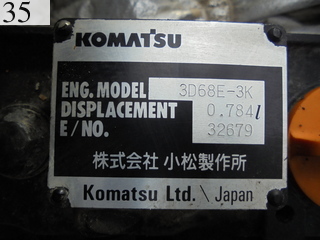 35
KOMATSU
ENG. MODEL 3D68E-3K
DISPLACEMENT 0.784ℓ
E/NO. 32679
株式会社 小松製作所
Komatsu Ltd. \ Japan